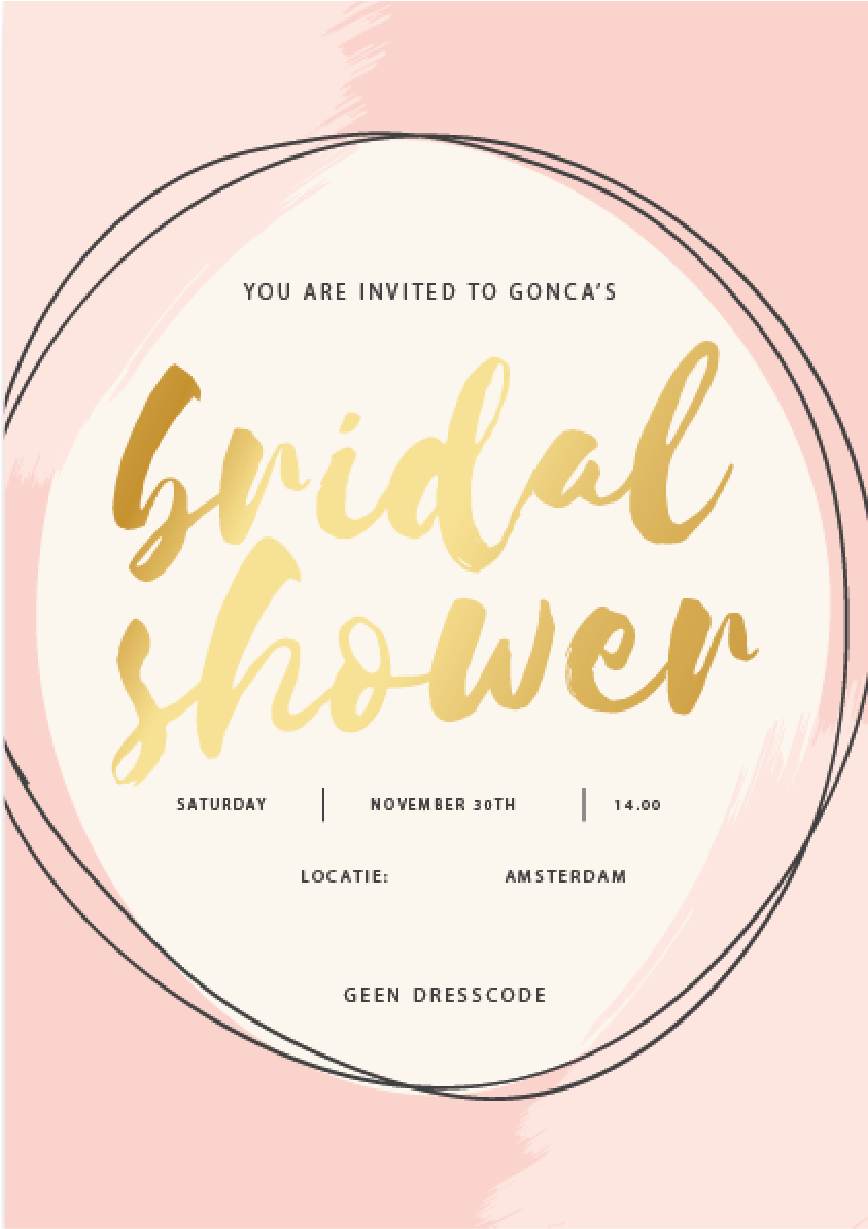 YOU ARE INVITED TO GONCA'S
bridal
shower
SATURDAY | NOVEMBER 30TH | 14.00
LOCATIE: AMSTERDAM
GEEN DRESSCODE